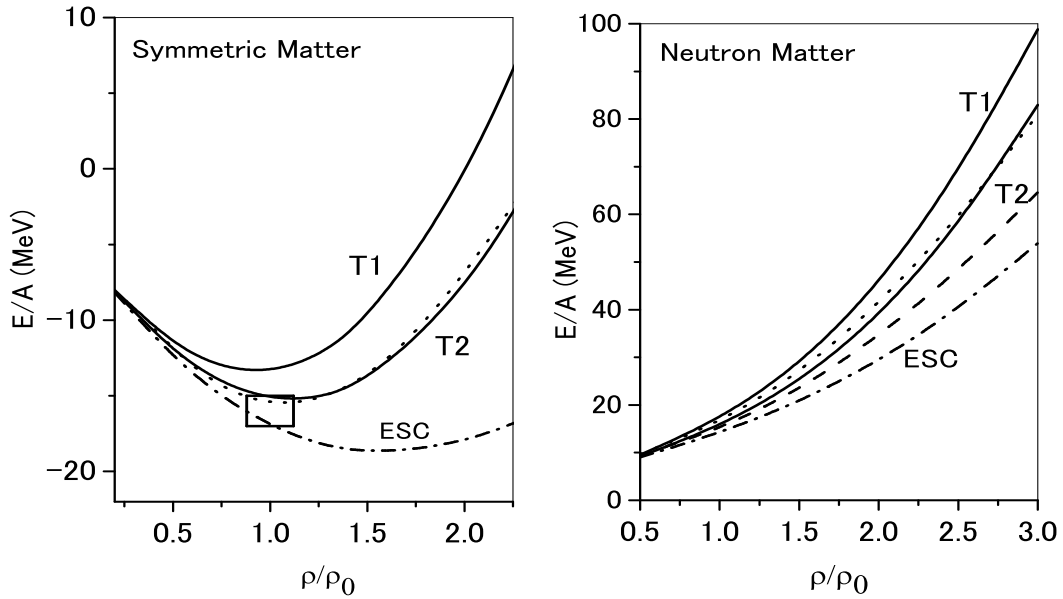 Symmetric Matter
E/A (MeV)
10
0
−10
−20
T1
T2
ESC
0.5 1.0 1.5 2.0
ρ/ρ0
Neutron Matter
E/A (MeV)
100
80
60
40
20
0
T1
T2
ESC
0.5 1.0 1.5 2.0 2.5 3.0
ρ/ρ0